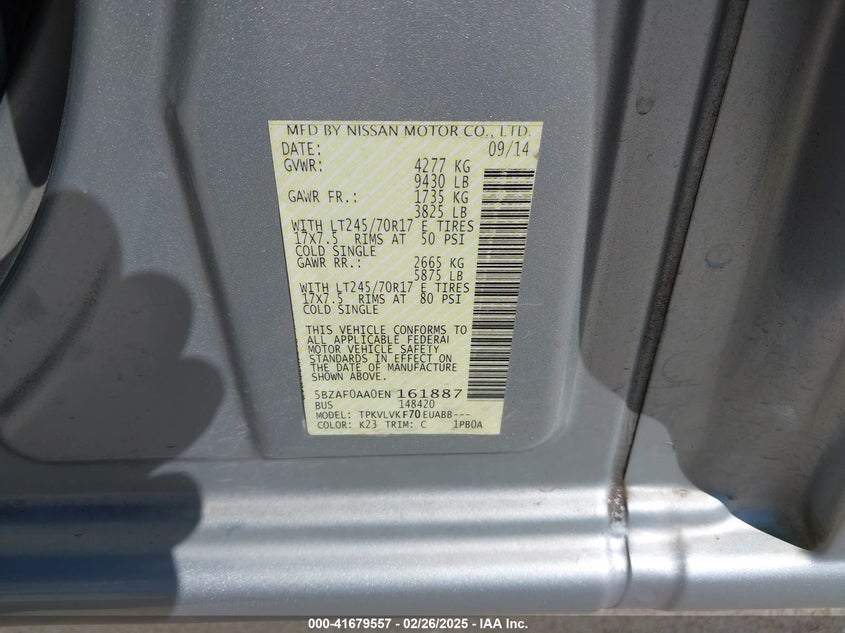 MFD BY NISSAN MOTOR CO., LTD.
DATE: 09/14
GVWR: 4277 KG
9430 LB
GAWR FR.: 1735 KG
3825 LB
WITH LT245/70R17 E TIRES
17X7.5 RIMS AT 50 PSI
COLD SINGLE
GAWR RR.: 2665 KG
5875 LB
WITH LT245/70R17 E TIRES
17X7.5 RIMS AT 80 PSI
COLD SINGLE
THIS VEHICLE CONFORMS TO
ALL APPLICABLE FEDERAL
MOTOR VEHICLE SAFETY
STANDARDS IN EFFECT ON
THE DATE OF MANUFACTURE
SHOWN ABOVE.
5BZAF0AA0EN 161887
BUS 148420
MODEL: TPKVLVKF70EUABB---
COLOR: K23 TRIM: C 1PB0A
000-41679557 - 02/26/2025 - IAA Inc.